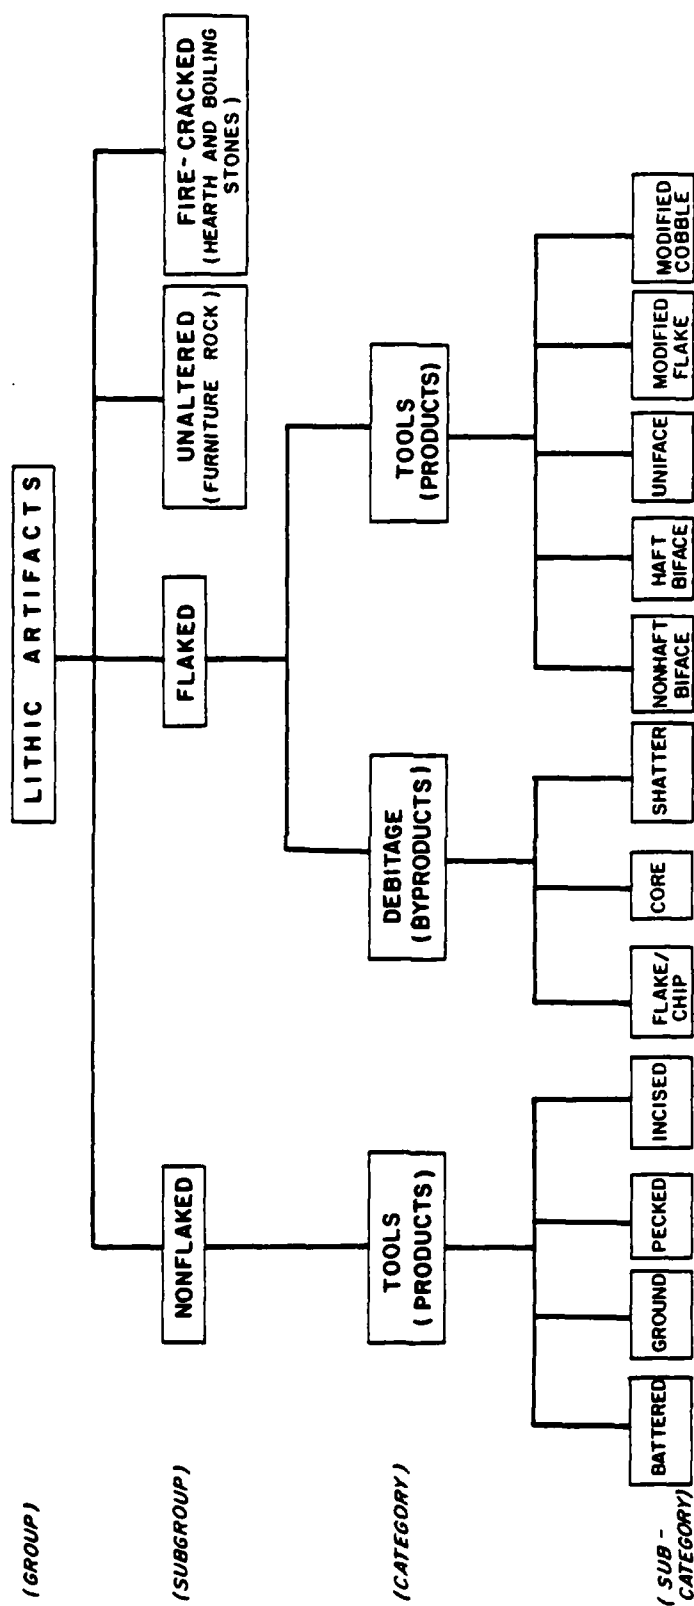 (GROUP)
LITHIC ARTIFACTS
(SUBGROUP)
NONFLAKED
FLAKED
UNALTERED
(FURNITURE ROCK)
FIRE-CRACKED
(HEARTH AND BOILING
STONES)
(CATEGORY)
TOOLS
(PRODUCTS)
DEBITAGE
(BYPRODUCTS)
TOOLS
(PRODUCTS)
(SUB-
CATEGORY)
BATTERED
GROUND
PECKED
INCISED
FLAKE/
CHIP
CORE
SHATTER
NONHAFT
BIFACE
HAFT
BIFACE
UNIFACE
MODIFIED
FLAKE
MODIFIED
COBBLE